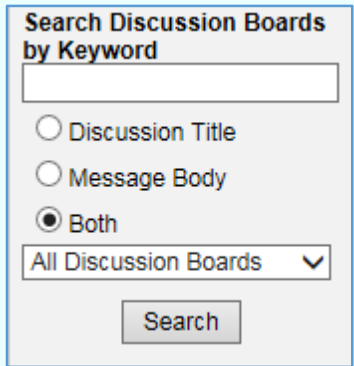 Search Discussion Boards
by Keyword
Discussion Title
Message Body
Both
All Discussion Boards
Search